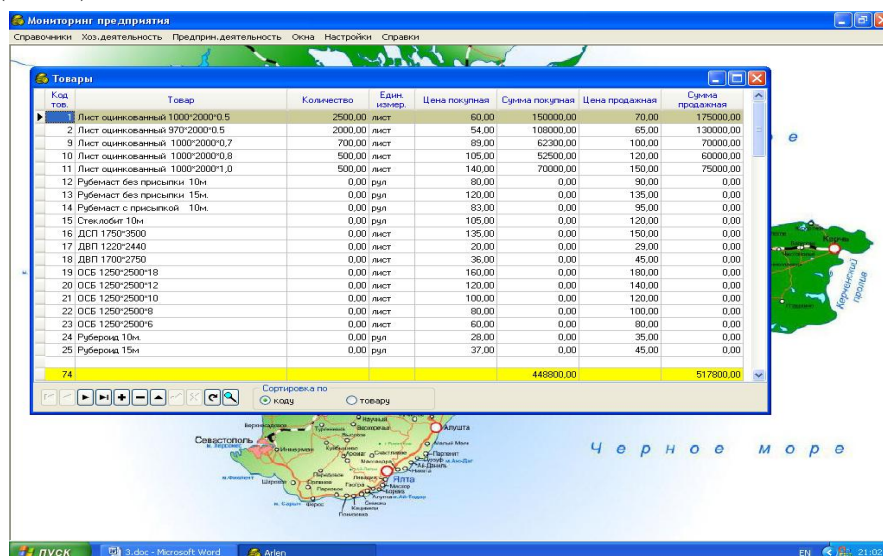 Мониторинг предприятия
Справочники Хоз.деятельность Предприн.деятельность Окна Настройки Справки
Товары
Код тов. Товар Количество Един. измер. Цена покупная Сумма покупная Цена продажная Сумма продажная
1 Лист оцинкованный 1000*2000*0.5 2500,00 лист 60,00 150000,00 70,00 175000,00
2 Лист оцинкованный 970*2000*0.5 2000,00 лист 54,00 108000,00 65,00 130000,00
9 Лист оцинкованный 1000*2000*0,7 700,00 лист 89,00 62300,00 100,00 70000,00
10 Лист оцинкованный 1000*2000*0,8 500,00 лист 105,00 52500,00 120,00 60000,00
11 Лист оцинкованный 1000*2000*1,0 500,00 лист 140,00 70000,00 150,00 75000,00
12 Рубемаст без присыпки 10м 0,00 рул 80,00 0,00 90,00 0,00
13 Рубемаст без присыпки 15м. 0,00 рул 120,00 0,00 135,00 0,00
14 Рубемаст с присыпкой 10м. 0,00 рул 83,00 0,00 95,00 0,00
15 Стеклобит 10м 0,00 рул 105,00 0,00 120,00 0,00
16 ДСП 1750*3500 0,00 лист 135,00 0,00 150,00 0,00
17 ДВП 1220*2440 0,00 лист 20,00 0,00 29,00 0,00
18 ДВП 1700*2750 0,00 лист 36,00 0,00 45,00 0,00
19 ОСБ 1250*2500*18 0,00 лист 160,00 0,00 180,00 0,00
20 ОСБ 1250*2500*12 0,00 лист 120,00 0,00 140,00 0,00
21 ОСБ 1250*2500*10 0,00 лист 100,00 0,00 120,00 0,00
22 ОСБ 1250*2500*8 0,00 лист 80,00 0,00 100,00 0,00
23 ОСБ 1250*2500*6 0,00 лист 60,00 0,00 80,00 0,00
24 Рубероид 10м. 0,00 рул 28,00 0,00 35,00 0,00
25 Рубероид 15м 0,00 рул 37,00 0,00 45,00 0,00
74 448800,00 517800,00
Сортировка по
коду товару
е
Керчь
Керченский
пролив
Севастополь
Алушта
Ялта
Черное море
пуск 3.doc - Microsoft Word Arlen EN 21:02